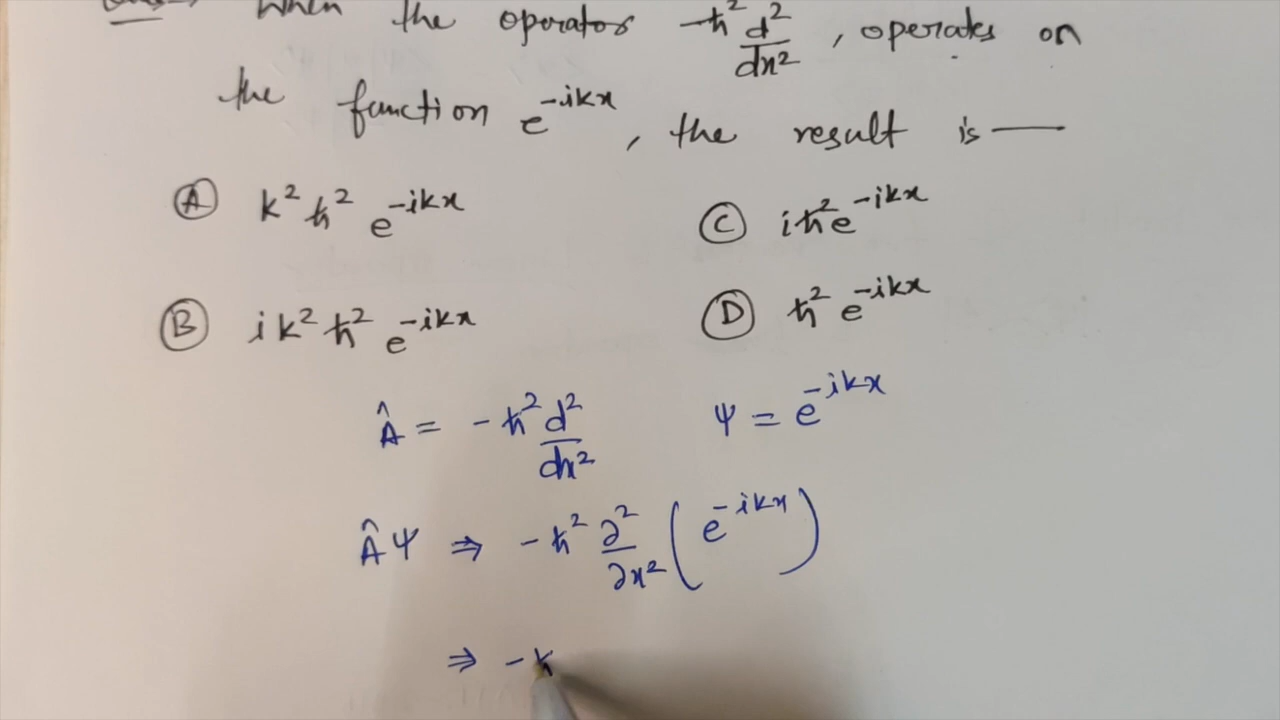 When the operator -ħ² d²/dx², operates on
the function e^-ikx, the result is —
Ⓐ k²ħ² e^-ikx
Ⓒ iħ²e^-ikx
Ⓑ ik²ħ² e^-ikx
Ⓓ ħ² e^-ikx
Â = -ħ² d²/dx² ψ = e^-ikx
Âψ ⇒ -ħ² ∂²/∂x² (e^-ikx)
⇒ -